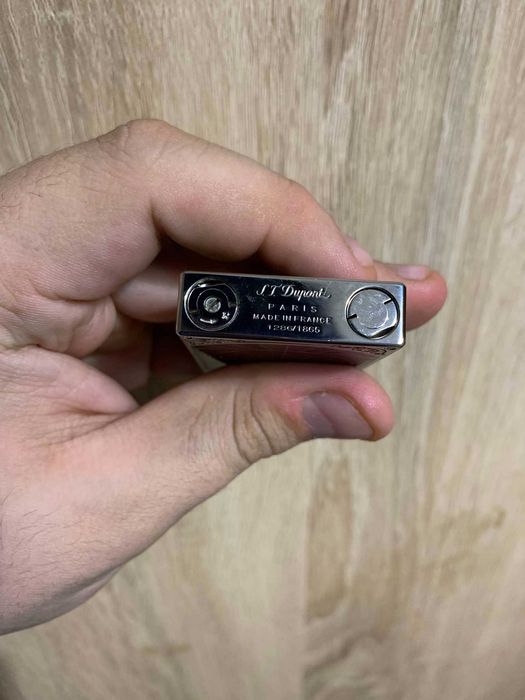 S.T. Dupont
PARIS
MADE IN FRANCE
1286/1865